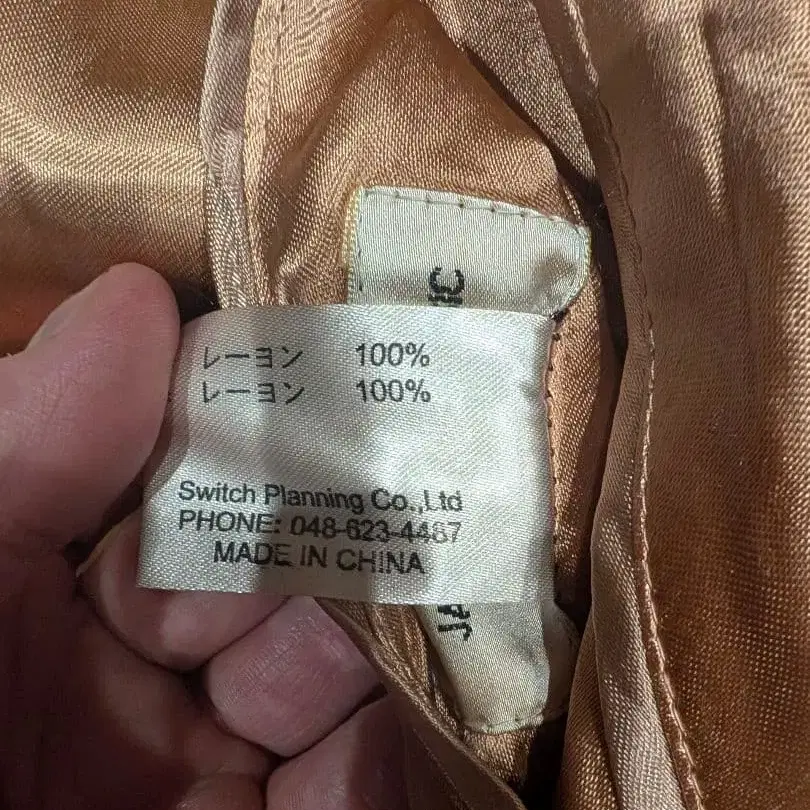 レーヨン 100%
レーヨン 100%
Switch Planning Co.,Ltd
PHONE: 048-623-4467
MADE IN CHINA